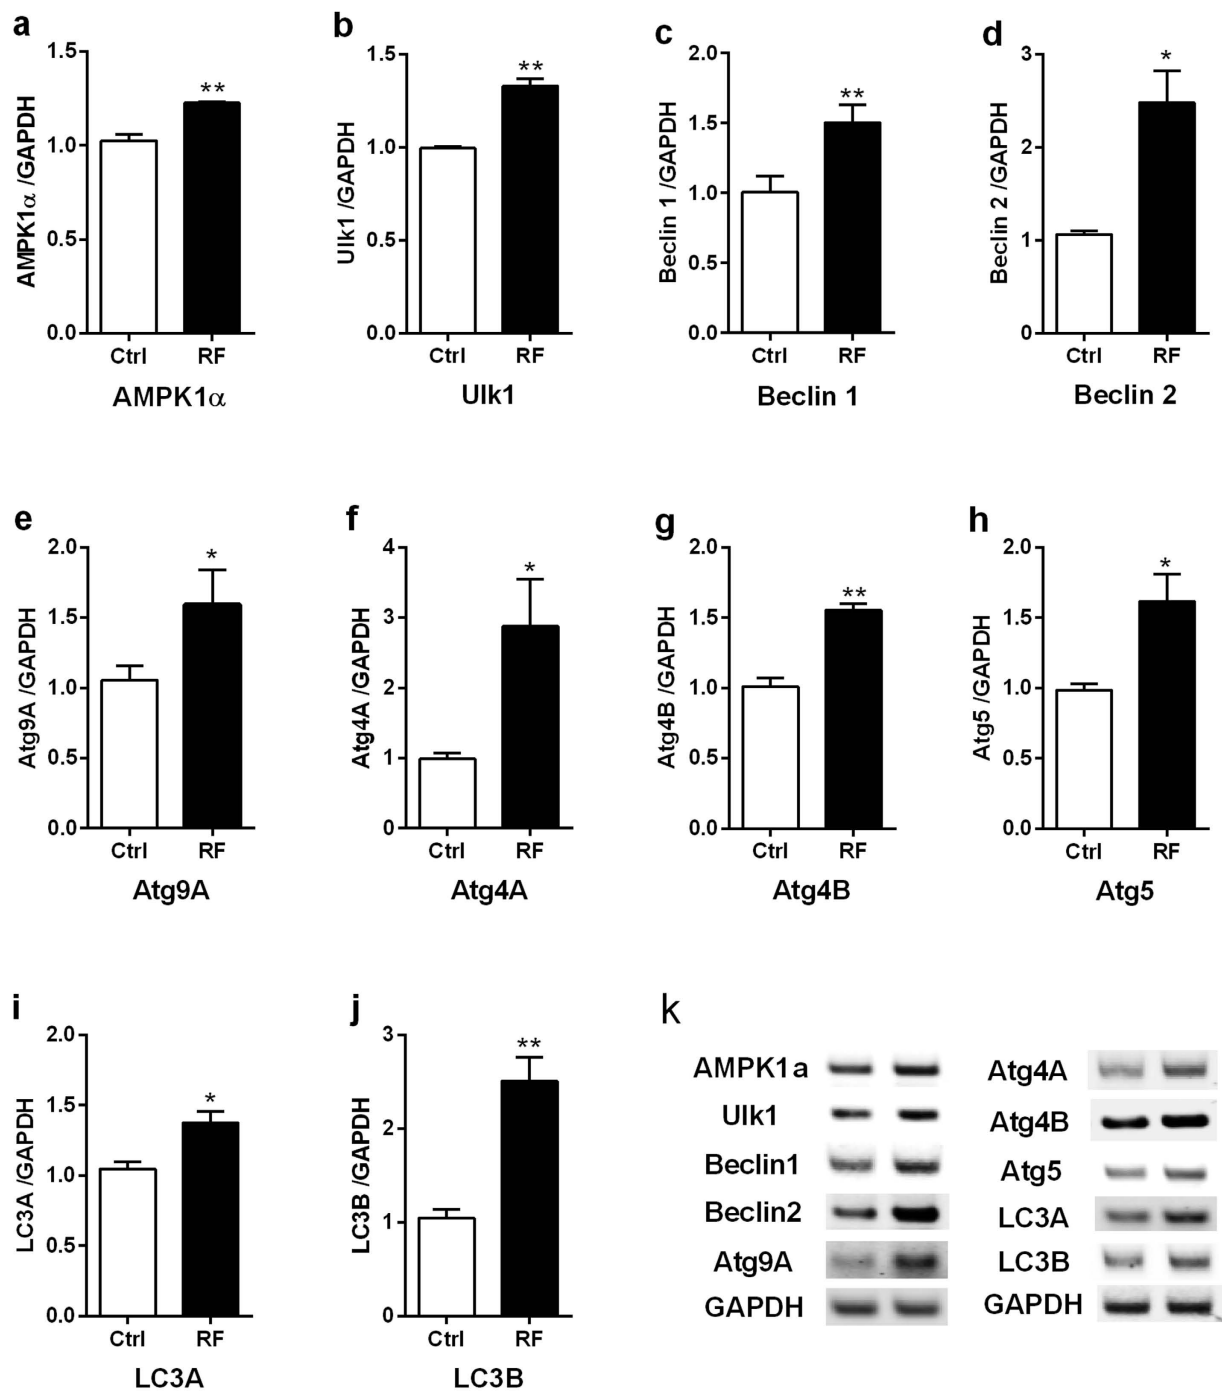 a
1.5
1.0
0.5
0.0
AMPK1α /GAPDH
**
Ctrl RF
AMPK1α
b
1.5
1.0
0.5
0.0
Ulk1 /GAPDH
**
Ctrl RF
Ulk1
c
2.0
1.5
1.0
0.5
0.0
Beclin 1 /GAPDH
**
Ctrl RF
Beclin 1
d
3
2
1
0
Beclin 2 /GAPDH
*
Ctrl RF
Beclin 2
e
2.0
1.5
1.0
0.5
0.0
Atg9A /GAPDH
*
Ctrl RF
Atg9A
f
4
3
2
1
0
Atg4A /GAPDH
*
Ctrl RF
Atg4A
g
2.0
1.5
1.0
0.5
0.0
Atg4B /GAPDH
**
Ctrl RF
Atg4B
h
2.0
1.5
1.0
0.5
0.0
Atg5 /GAPDH
*
Ctrl RF
Atg5
i
2.0
1.5
1.0
0.5
0.0
LC3A /GAPDH
*
Ctrl RF
LC3A
j
3
2
1
0
LC3B /GAPDH
**
Ctrl RF
LC3B
k
AMPK1a
Ulk1
Beclin1
Beclin2
Atg9A
GAPDH
Atg4A
Atg4B
Atg5
LC3A
LC3B
GAPDH